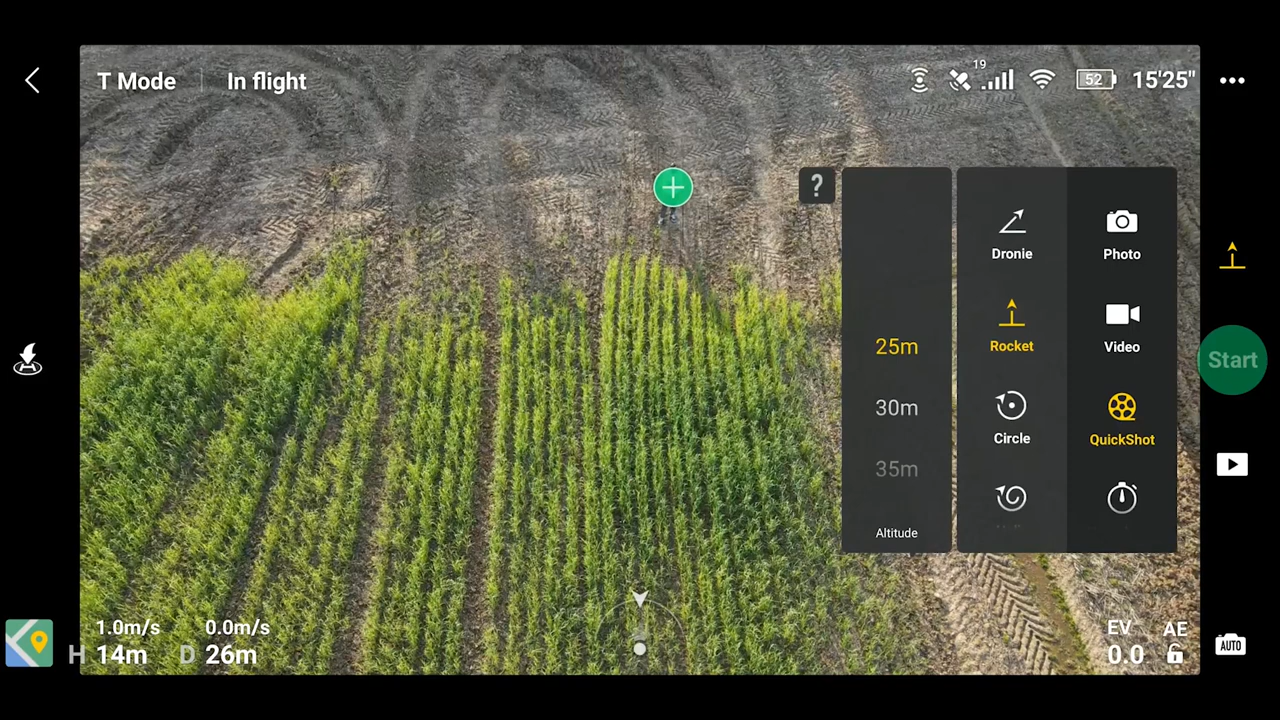 T Mode
In flight
19
52
15'25"
?
Dronie
Photo
25m
Rocket
Video
Start
30m
Circle
QuickShot
35m
Altitude
1.0m/s 0.0m/s
H 14m D 26m
EV AE
0.0
AUTO